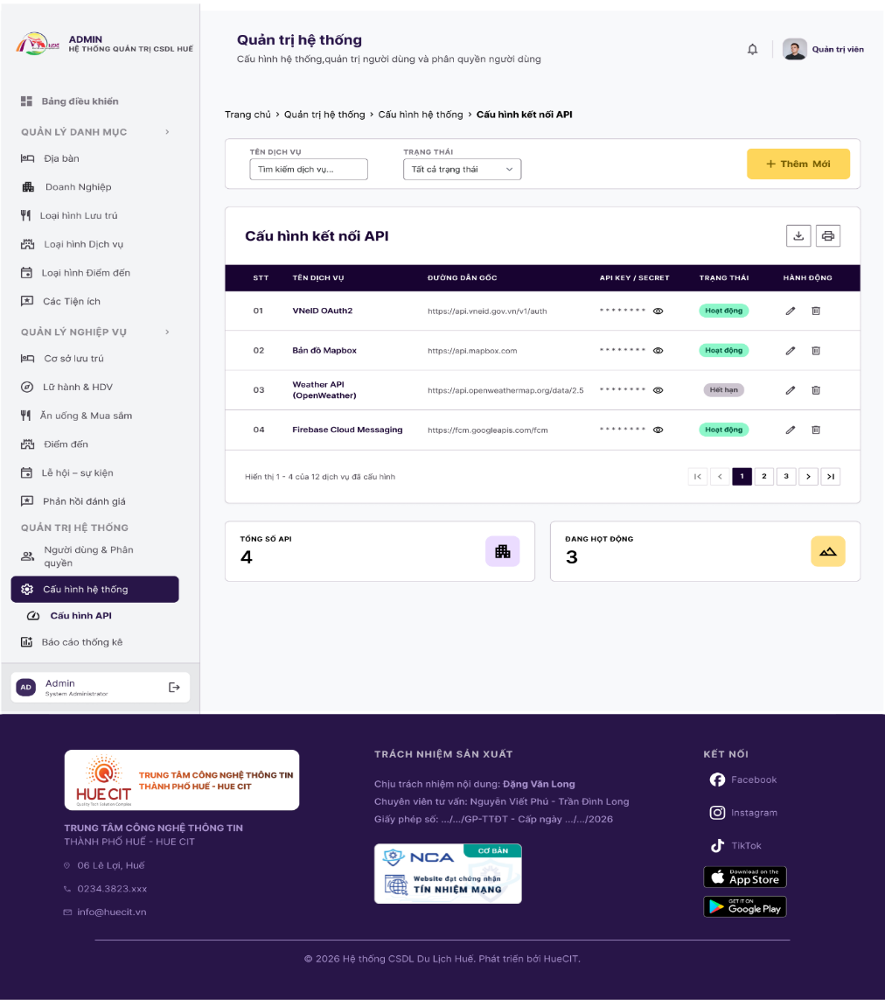 HUẾ
ADMIN
HỆ THỐNG QUẢN TRỊ CSDL HUẾ
Quản trị hệ thống
Cấu hình hệ thống,quản trị người dùng và phân quyền người dùng
Quản trị viên
Bảng điều khiển
QUẢN LÝ DANH MỤC
Địa bàn
Doanh Nghiệp
Loại hình Lưu trú
Loại hình Dịch vụ
Loại hình Điểm đến
Các Tiện ích
QUẢN LÝ NGHIỆP VỤ
Cơ sở lưu trú
Lữ hành & HDV
Ăn uống & Mua sắm
Điểm đến
Lễ hội – sự kiện
Phản hồi đánh giá
QUẢN TRỊ HỆ THỐNG
Người dùng & Phân
quyền
Cấu hình hệ thống
Cấu hình API
Báo cáo thống kê
AD
Admin
System Administrator
Trang chủ > Quản trị hệ thống > Cấu hình hệ thống > Cấu hình kết nối API
TÊN DỊCH VỤ TRẠNG THÁI
Tìm kiếm dịch vụ... Tất cả trạng thái
+ Thêm Mới
Cấu hình kết nối API
STT TÊN DỊCH VỤ ĐƯỜNG DẪN GỐC API KEY / SECRET TRẠNG THÁI HÀNH ĐỘNG
01 VNeID OAuth2 https://api.vneid.gov.vn/v1/auth ******** Hoạt động
02 Bản đồ Mapbox https://api.mapbox.com ******** Hoạt động
03 Weather API
(OpenWeather) https://api.openweathermap.org/data/2.5 ******** Hết hạn
04 Firebase Cloud Messaging https://fcm.googleapis.com/fcm ******** Hoạt động
Hiển thị 1 - 4 của 12 dịch vụ đã cấu hình
1 2 3
TỔNG SỐ API
4
ĐANG HỌT ĐỘNG
3
HUE CIT
Quality Tech Solution Complex
TRUNG TÂM CÔNG NGHỆ THÔNG TIN
THÀNH PHỐ HUẾ - HUE CIT
TRUNG TÂM CÔNG NGHỆ THÔNG TIN
THÀNH PHỐ HUẾ - HUE CIT
06 Lê Lợi, Huế
0234.3823.xxx
info@huecit.vn
TRÁCH NHIỆM SẢN XUẤT
Chịu trách nhiệm nội dung: Đặng Văn Long
Chuyên viên tư vấn: Nguyễn Viết Phú - Trần Đình Long
Giấy phép số: .../.../GP-TTĐT - Cấp ngày .../.../2026
NCA
CƠ BẢN
Website đạt chứng nhận
TÍN NHIỆM MẠNG
KẾT NỐI
Facebook
Instagram
TikTok
Download on the
App Store
GET IT ON
Google Play
© 2026 Hệ thống CSDL Du Lịch Huế. Phát triển bởi HueCIT.